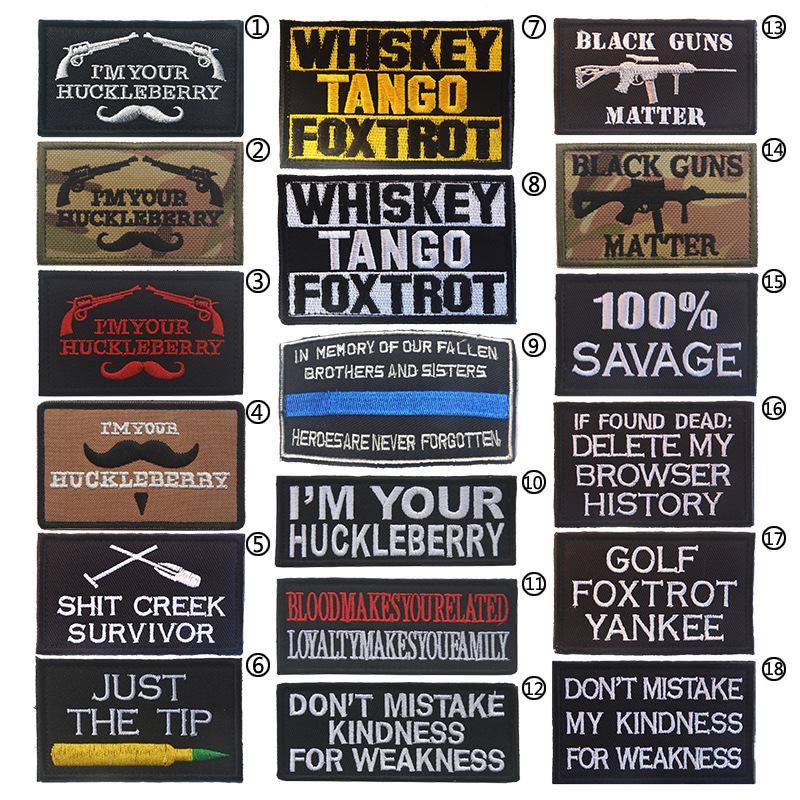 ①
I'M YOUR
HUCKLEBERRY
②
I'M YOUR
HUCKLEBERRY
③
I'M YOUR
HUCKLEBERRY
④
I'M YOUR
HUCKLEBERRY
⑤
SHIT CREEK
SURVIVOR
⑥
JUST
THE TIP
⑦
WHISKEY
TANGO
FOXTROT
⑧
WHISKEY
TANGO
FOXTROT
⑨
IN MEMORY OF OUR FALLEN
BROTHERS AND SISTERS
HEROES ARE NEVER FORGOTTEN.
⑩
I'M YOUR
HUCKLEBERRY
⑪
BLOOD MAKES YOU RELATED
LOYALTY MAKES YOU FAMILY
⑫
DON'T MISTAKE
KINDNESS
FOR WEAKNESS
⑬
BLACK GUNS
MATTER
⑭
BLACK GUNS
MATTER
⑮
100%
SAVAGE
⑯
IF FOUND DEAD:
DELETE MY
BROWSER
HISTORY
⑰
GOLF
FOXTROT
YANKEE
⑱
DON'T MISTAKE
MY KINDNESS
FOR WEAKNESS